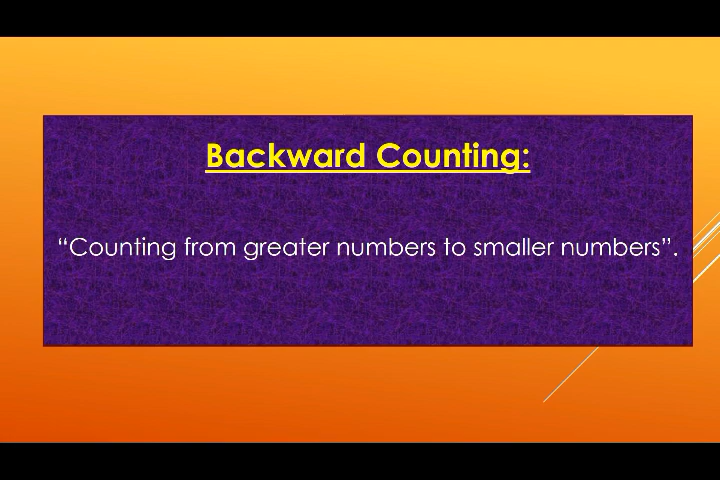 Backward Counting:
“Counting from greater numbers to smaller numbers”.